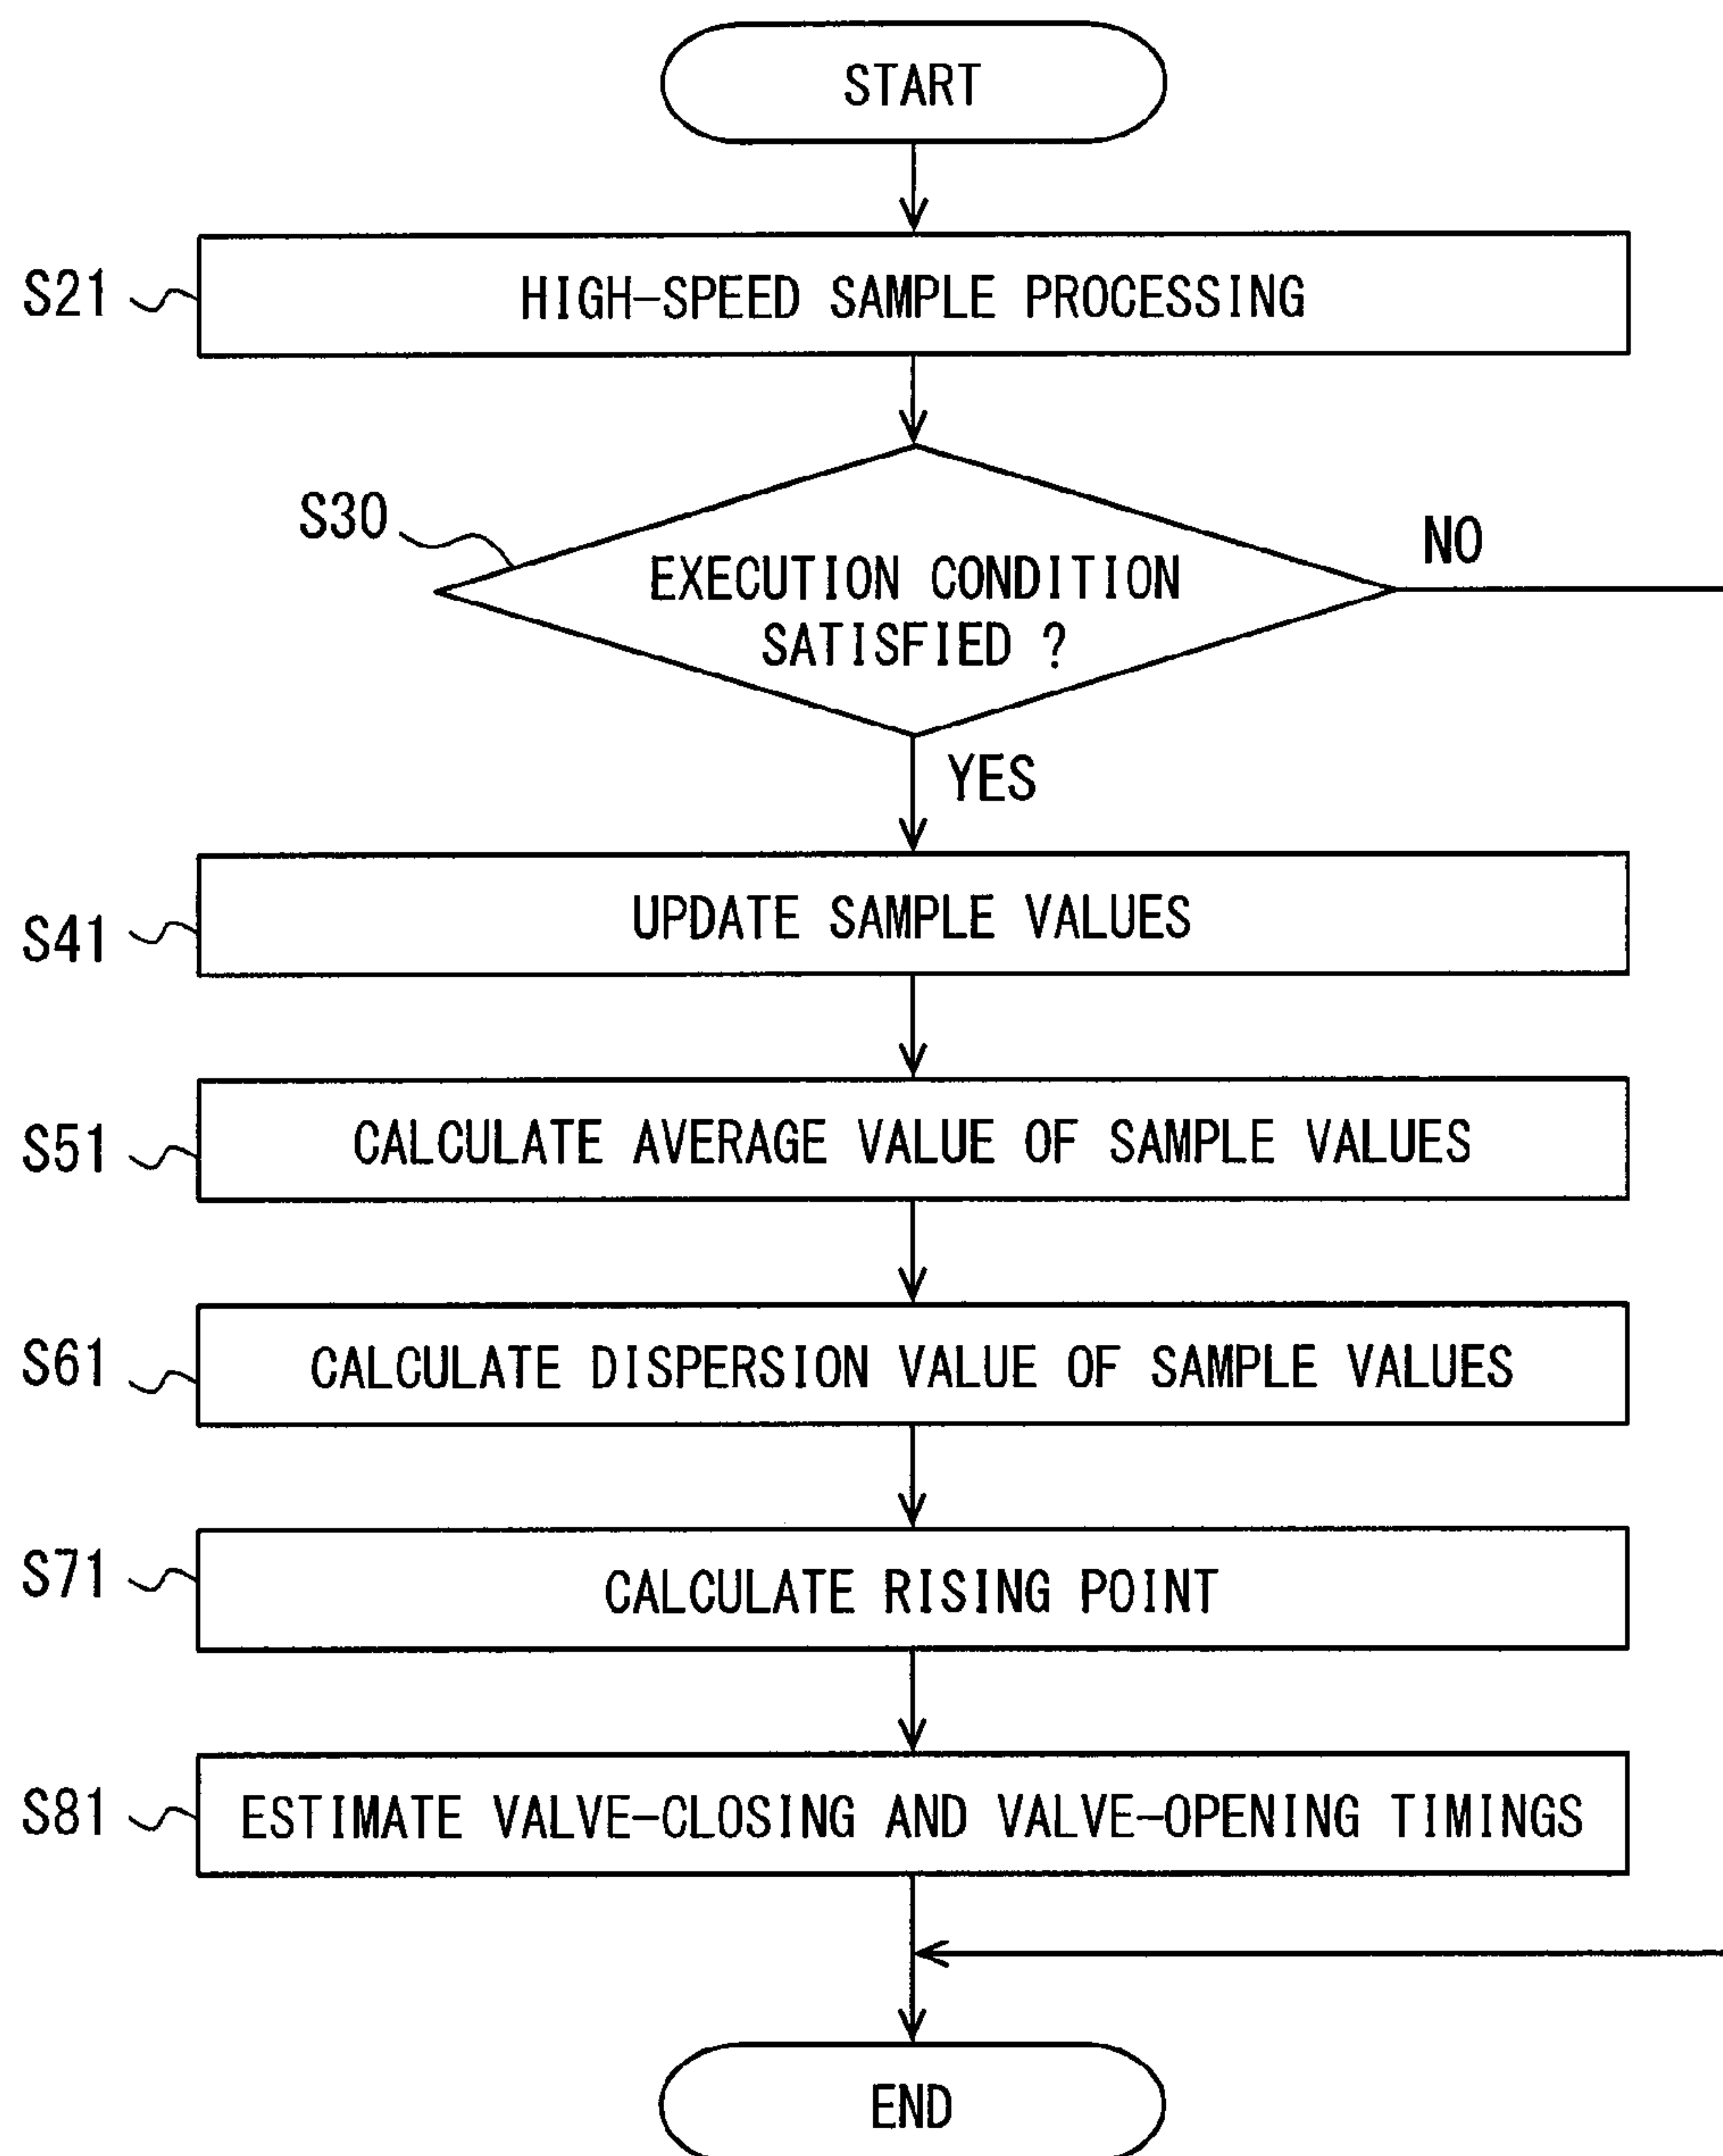 START
S21
HIGH-SPEED SAMPLE PROCESSING
S30
EXECUTION CONDITION
SATISFIED ?
NO
YES
S41
UPDATE SAMPLE VALUES
S51
CALCULATE AVERAGE VALUE OF SAMPLE VALUES
S61
CALCULATE DISPERSION VALUE OF SAMPLE VALUES
S71
CALCULATE RISING POINT
S81
ESTIMATE VALVE-CLOSING AND VALVE-OPENING TIMINGS
END